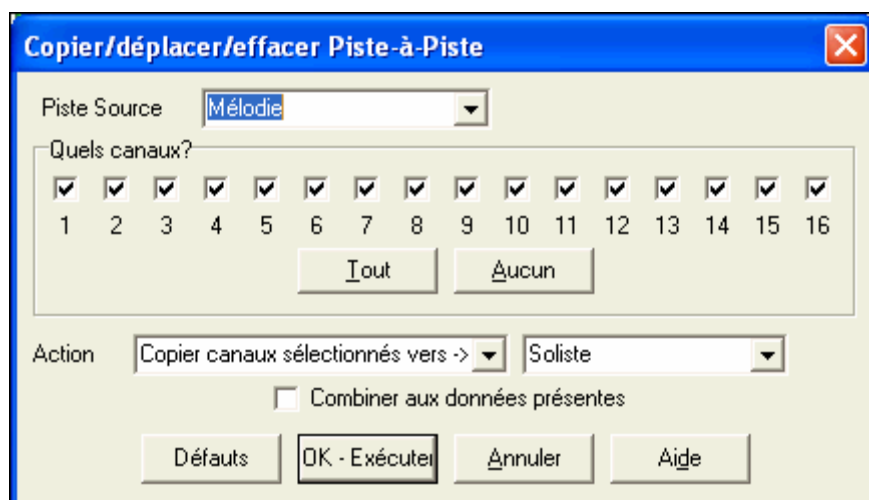 Copier/déplacer/effacer Piste-à-Piste
Piste Source Mélodie
Quels canaux?
1 2 3 4 5 6 7 8 9 10 11 12 13 14 15 16
Tout Aucun
Action Copier canaux sélectionnés vers -> Soliste
Combiner aux données présentes
Défauts OK - Exécuter Annuler Aide